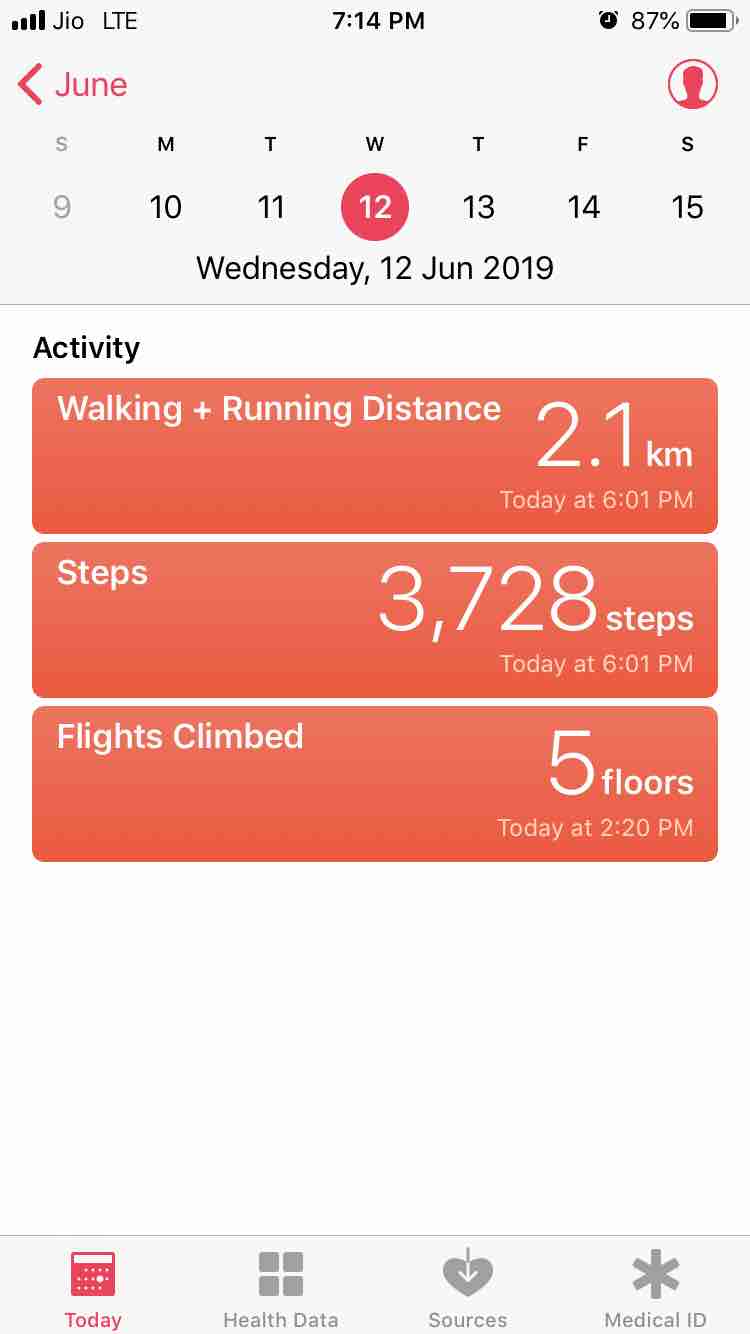 Jio LTE 7:14 PM 87%
June
S M T W T F S
9 10 11 12 13 14 15
Wednesday, 12 Jun 2019
Activity
Walking + Running Distance 2.1 km
Today at 6:01 PM
Steps 3,728 steps
Today at 6:01 PM
Flights Climbed 5 floors
Today at 2:20 PM
Today Health Data Sources Medical ID